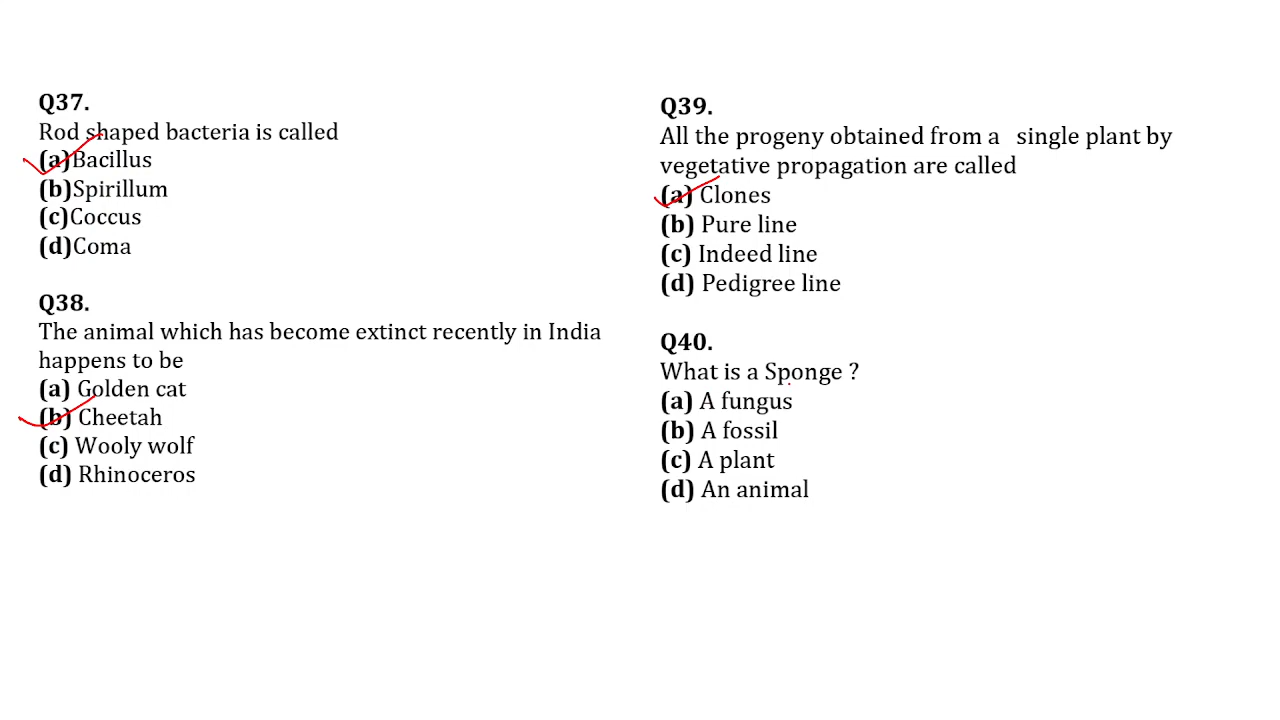 Q37.
Rod shaped bacteria is called
(a)Bacillus
(b)Spirillum
(c)Coccus
(d)Coma
Q38.
The animal which has become extinct recently in India
happens to be
(a) Golden cat
(b) Cheetah
(c) Wooly wolf
(d) Rhinoceros
Q39.
All the progeny obtained from a single plant by
vegetative propagation are called
(a) Clones
(b) Pure line
(c) Indeed line
(d) Pedigree line
Q40.
What is a Sponge ?
(a) A fungus
(b) A fossil
(c) A plant
(d) An animal